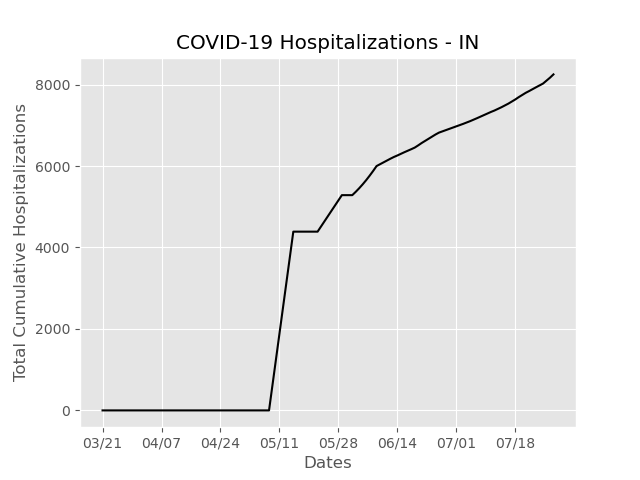 COVID-19 Hospitalizations - IN
Total Cumulative Hospitalizations
8000
6000
4000
2000
0
03/21 04/07 04/24 05/11 05/28 06/14 07/01 07/18
Dates